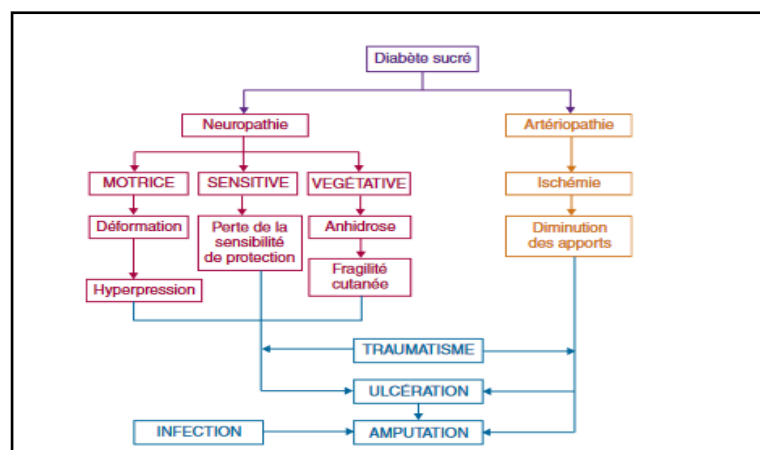 Diabète sucré
Neuropathie
Artériopathie
MOTRICE
SENSITIVE
VEGÉTATIVE
Ischémie
Déformation
Perte de la
sensibilité
de protection
Anhidrose
Diminution
des apports
Hyperpression
Fragilité
cutanée
TRAUMATISME
ULCÉRATION
INFECTION
AMPUTATION